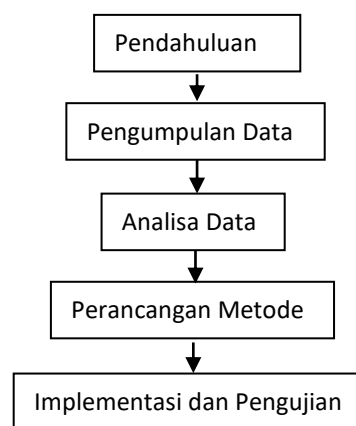 Pendahuluan
Pengumpulan Data
Analisa Data
Perancangan Metode
Implementasi dan Pengujian